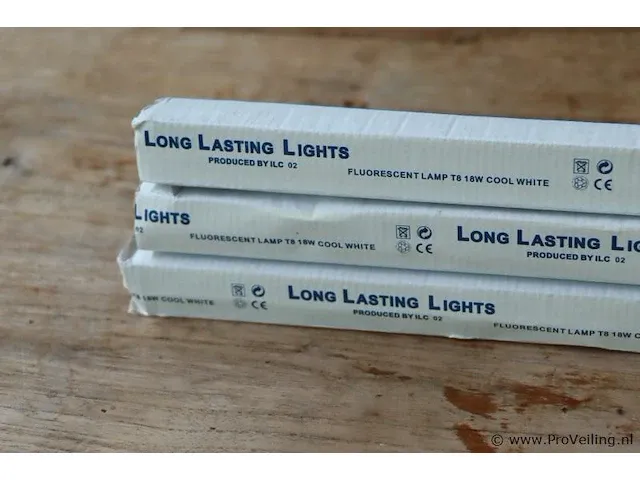 LONG LASTING LIGHTS
PRODUCED BY ILC 02
FLUORESCENT LAMP T8 18W COOL WHITE
CE
LIGHTS
02
FLUORESCENT LAMP T8 18W COOL WHITE
CE
LONG LASTING LIG
PRODUCED BY ILC 02
18W COOL WHITE
CE
LONG LASTING LIGHTS
PRODUCED BY ILC 02
FLUORESCENT LAMP T8 18W C
© www.ProVeiling.nl